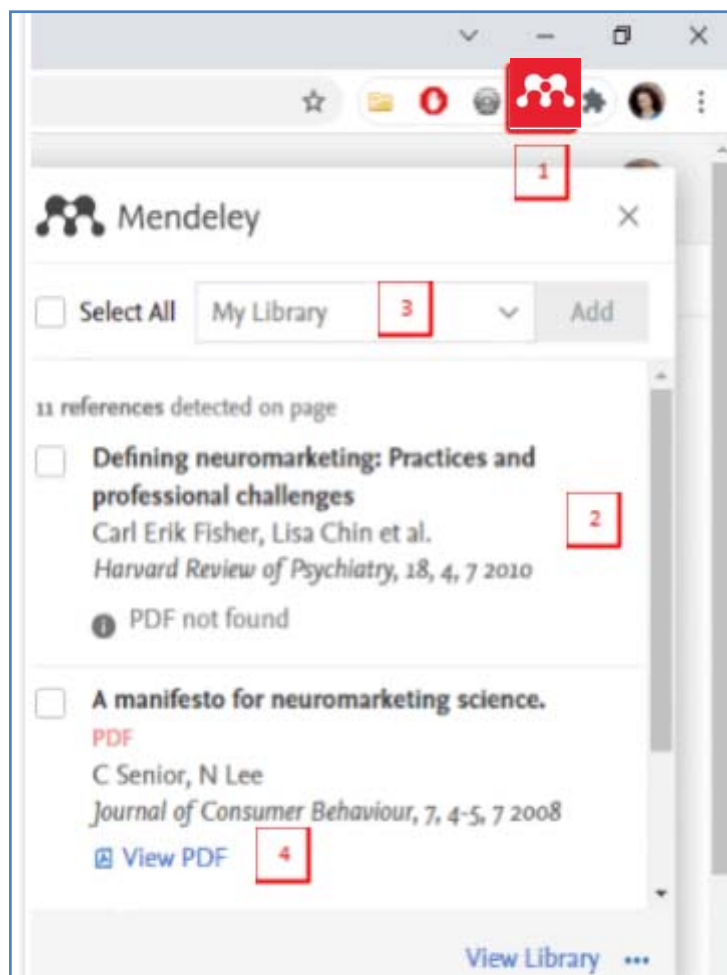 1
Mendeley
Select All My Library 3 Add
11 references detected on page
Defining neuromarketing: Practices and
professional challenges
2
Carl Erik Fisher, Lisa Chin et al.
Harvard Review of Psychiatry, 18, 4, 7 2010
PDF not found
A manifesto for neuromarketing science.
PDF
C Senior, N Lee
Journal of Consumer Behaviour, 7, 4-5, 7 2008
View PDF 4
View Library